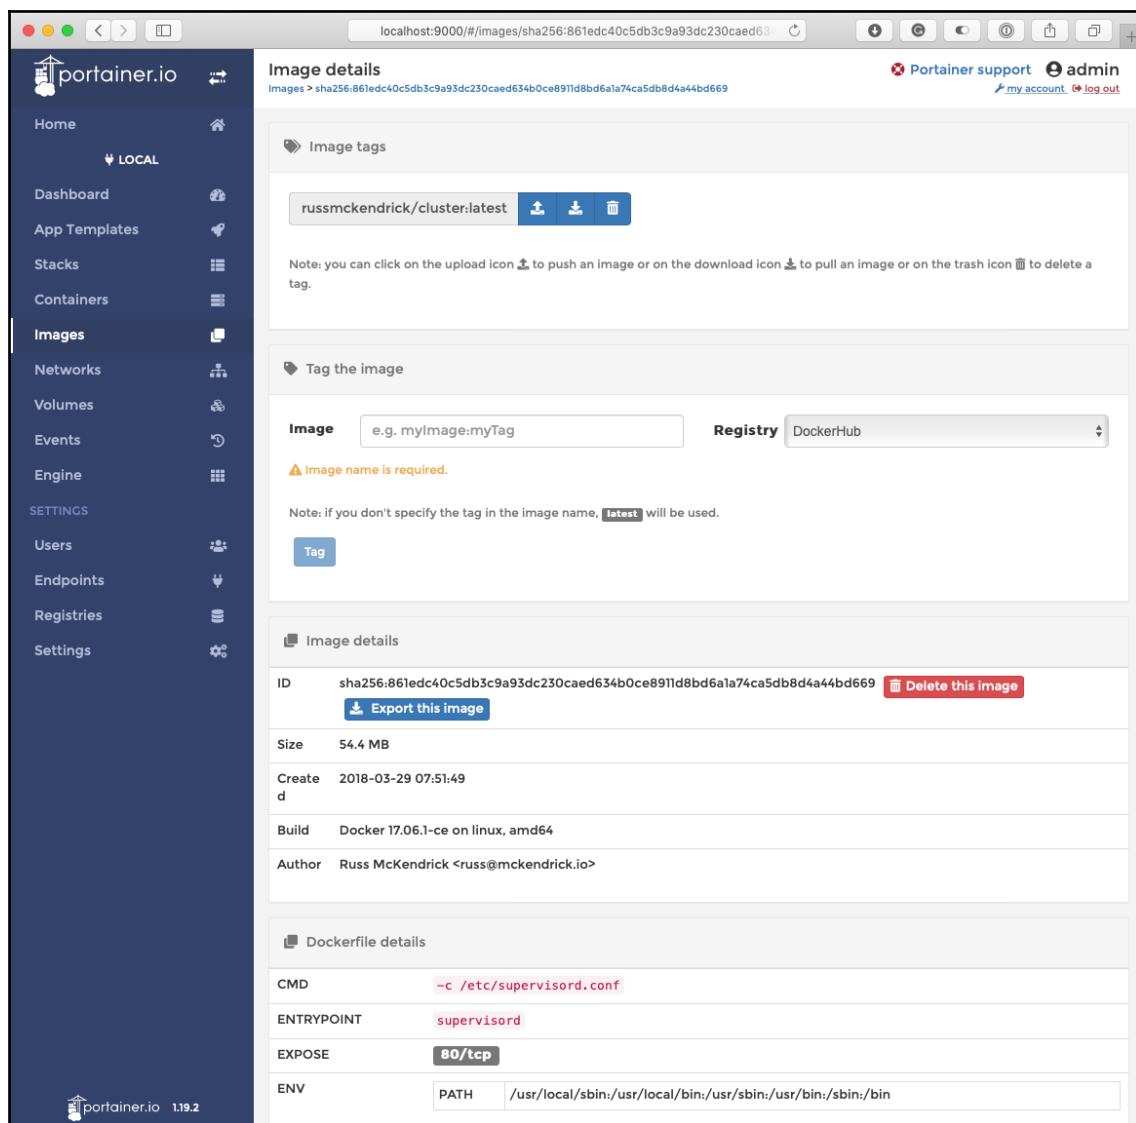 localhost:9000/#/images/sha256:861edc40c5db3c9a93dc230caed63
portainer.io
Image details
Portainer support
admin
Images > sha256:861edc40c5db3c9a93dc230caed634b0ce8911d8bd6a1a74ca5db8d4a44bd669
my account
log out
Home
LOCAL
Dashboard
App Templates
Stacks
Containers
Images
Networks
Volumes
Events
Engine
SETTINGS
Users
Endpoints
Registries
Settings
portainer.io 1.19.2
Image tags
russmckendrick/cluster:latest
Note: you can click on the upload icon to push an image or on the download icon to pull an image or on the trash icon to delete a
tag.
Tag the image
Image
e.g. myImage:myTag
Registry
DockerHub
Image name is required.
Note: if you don't specify the tag in the image name, latest will be used.
Tag
Image details
ID sha256:861edc40c5db3c9a93dc230caed634b0ce8911d8bd6a1a74ca5db8d4a44bd669 Delete this image
Export this image
Size 54.4 MB
Create 2018-03-29 07:51:49
d
Build Docker 17.06.1-ce on linux, amd64
Author Russ McKendrick <russ@mckendrick.io>
Dockerfile details
CMD -c /etc/supervisord.conf
ENTRYPOINT supervisord
EXPOSE 80/tcp
ENV PATH /usr/local/sbin:/usr/local/bin:/usr/sbin:/usr/bin:/sbin:/bin